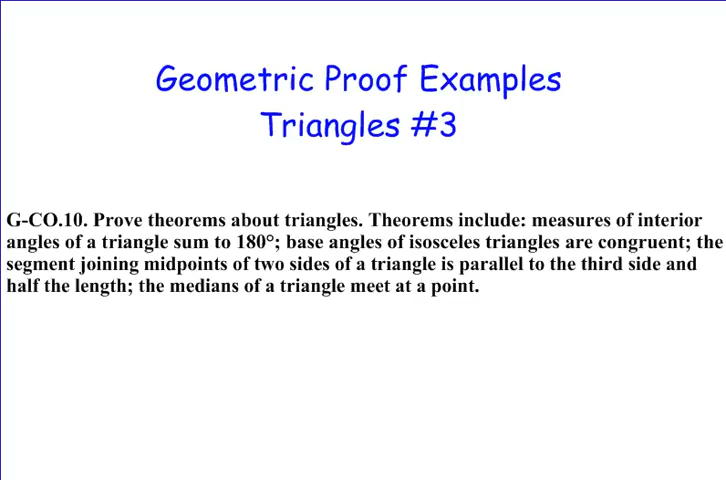 Geometric Proof Examples
Triangles #3
G-CO.10. Prove theorems about triangles. Theorems include: measures of interior
angles of a triangle sum to 180°; base angles of isosceles triangles are congruent; the
segment joining midpoints of two sides of a triangle is parallel to the third side and
half the length; the medians of a triangle meet at a point.